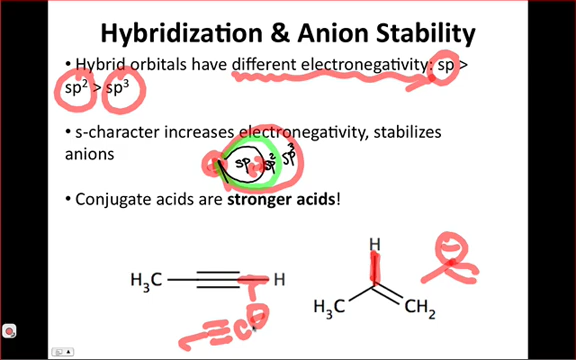 Hybridization & Anion Stability
• Hybrid orbitals have different electronegativity: sp >
sp² > sp³
• s-character increases electronegativity, stabilizes
anions
sp sp² sp³
• Conjugate acids are stronger acids!
H
H₃C H
H₃C CH₂
C